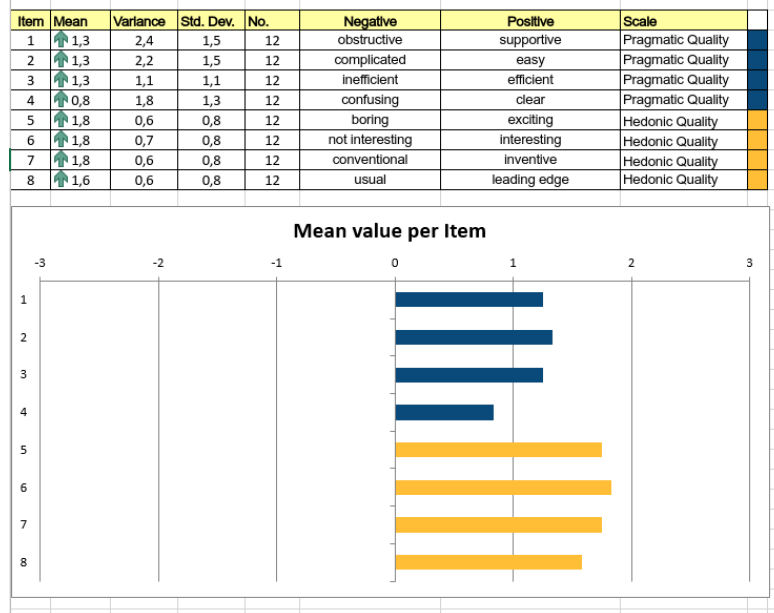 Item Mean Variance Std. Dev. No. Negative Positive Scale
1 1,3 2,4 1,5 12 obstructive supportive Pragmatic Quality
2 1,3 2,2 1,5 12 complicated easy Pragmatic Quality
3 1,3 1,1 1,1 12 inefficient efficient Pragmatic Quality
4 0,8 1,8 1,3 12 confusing clear Pragmatic Quality
5 1,8 0,6 0,8 12 boring exciting Hedonic Quality
6 1,8 0,7 0,8 12 not interesting interesting Hedonic Quality
7 1,8 0,6 0,8 12 conventional inventive Hedonic Quality
8 1,6 0,6 0,8 12 usual leading edge Hedonic Quality
Mean value per Item
-3 -2 -1 0 1 2 3
1
2
3
4
5
6
7
8